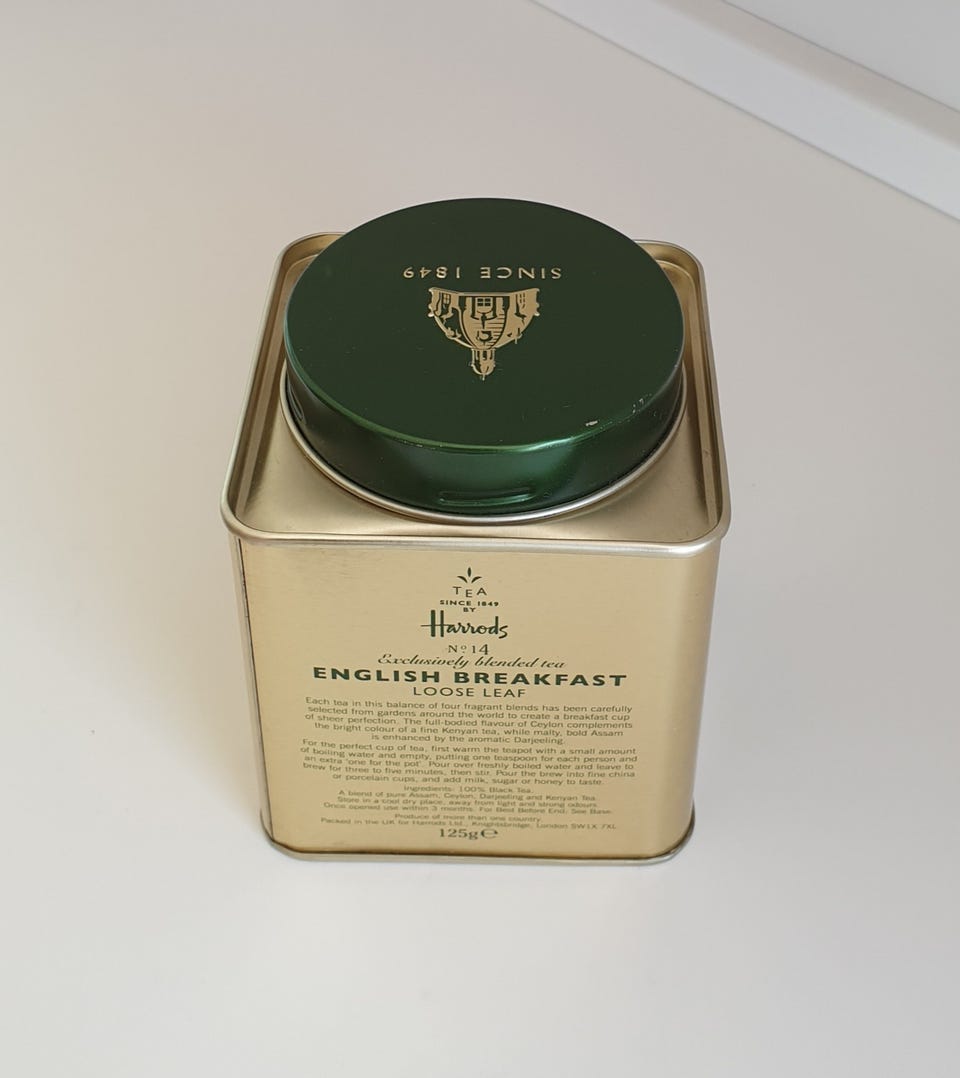 SINCE 1849
TEA
SINCE 1849
BY
Harrods
Nº 14
Exclusively blended tea
ENGLISH BREAKFAST
LOOSE LEAF
Each tea in this balance of four fragrant blends has been carefully
selected from gardens around the world to create a breakfast cup
of sheer perfection. The full-bodied flavour of Ceylon complements
the bright colour of a fine Kenyan tea, while malty, bold Assam
is enhanced by the aromatic Darjeeling.
For the perfect cup of tea, first warm the teapot with a small amount
of boiling water and empty, putting one teaspoon for each person and
an extra 'one for the pot'. Pour over freshly boiled water and leave to
brew for three to five minutes, then stir. Pour the brew into fine china
or porcelain cups, and add milk, sugar or honey to taste.
Ingredients: 100% Black Tea.
A blend of pure Assam, Ceylon, Darjeeling and Kenyan Tea.
Store in a cool dry place, away from light and strong odours.
Once opened use within 3 months. For Best Before End: See Base.
Produce of more than one country.
Packed in the UK for Harrods Ltd., Knightsbridge, London SW1X 7XL
125g℮